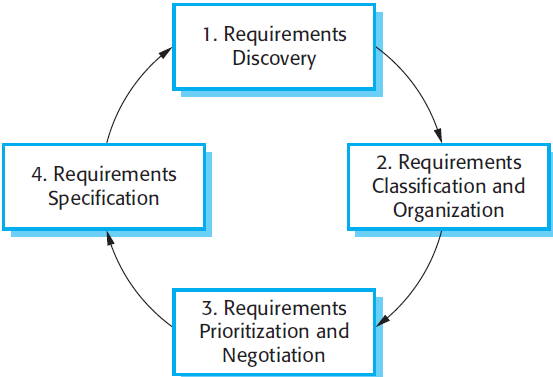 1. Requirements
Discovery
2. Requirements
Classification and
Organization
3. Requirements
Prioritization and
Negotiation
4. Requirements
Specification